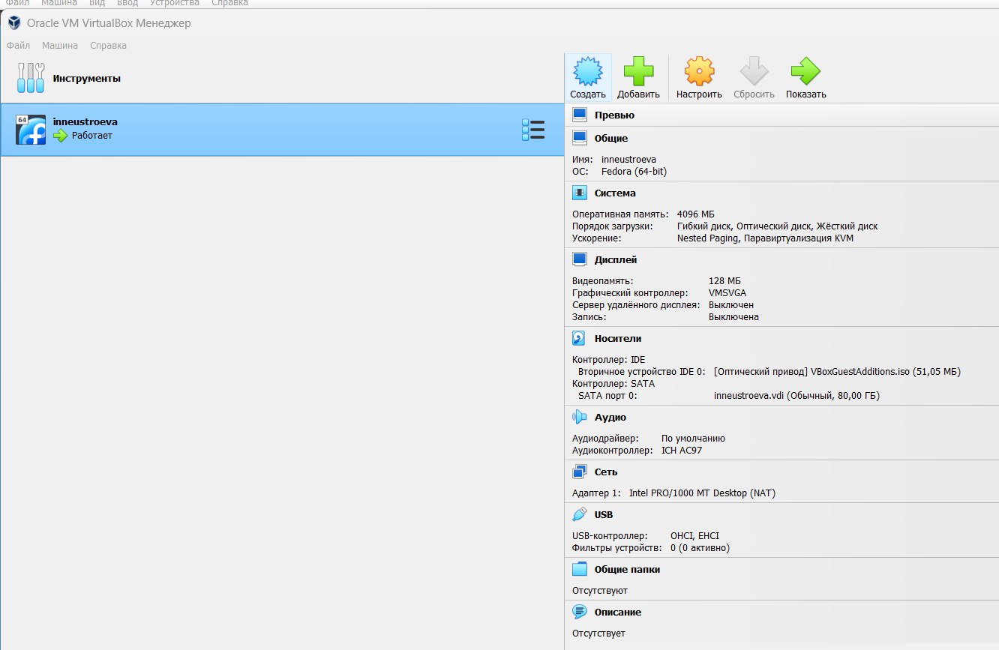 Файл Машина Вид Ввод Устройства Справка
Oracle VM VirtualBox Менеджер
Файл Машина Справка
Инструменты
64
inneustroeva
Работает
Создать Добавить Настроить Сбросить Показать
Превью
Общие
Имя: inneustroeva
ОС: Fedora (64-bit)
Система
Оперативная память: 4096 МБ
Порядок загрузки: Гибкий диск, Оптический диск, Жёсткий диск
Ускорение: Nested Paging, Паравиртуализация KVM
Дисплей
Видеопамять: 128 МБ
Графический контроллер: VMSVGA
Сервер удалённого дисплея: Выключен
Запись: Выключена
Носители
Контроллер: IDE
Вторичное устройство IDE 0: [Оптический привод] VBoxGuestAdditions.iso (51,05 МБ)
Контроллер: SATA
SATA порт 0: inneustroeva.vdi (Обычный, 80,00 ГБ)
Аудио
Аудиодрайвер: По умолчанию
Аудиоконтроллер: ICH AC97
Сеть
Адаптер 1: Intel PRO/1000 MT Desktop (NAT)
USB
USB-контроллер: OHCI, EHCI
Фильтры устройств: 0 (0 активно)
Общие папки
Отсутствуют
Описание
Отсутствует